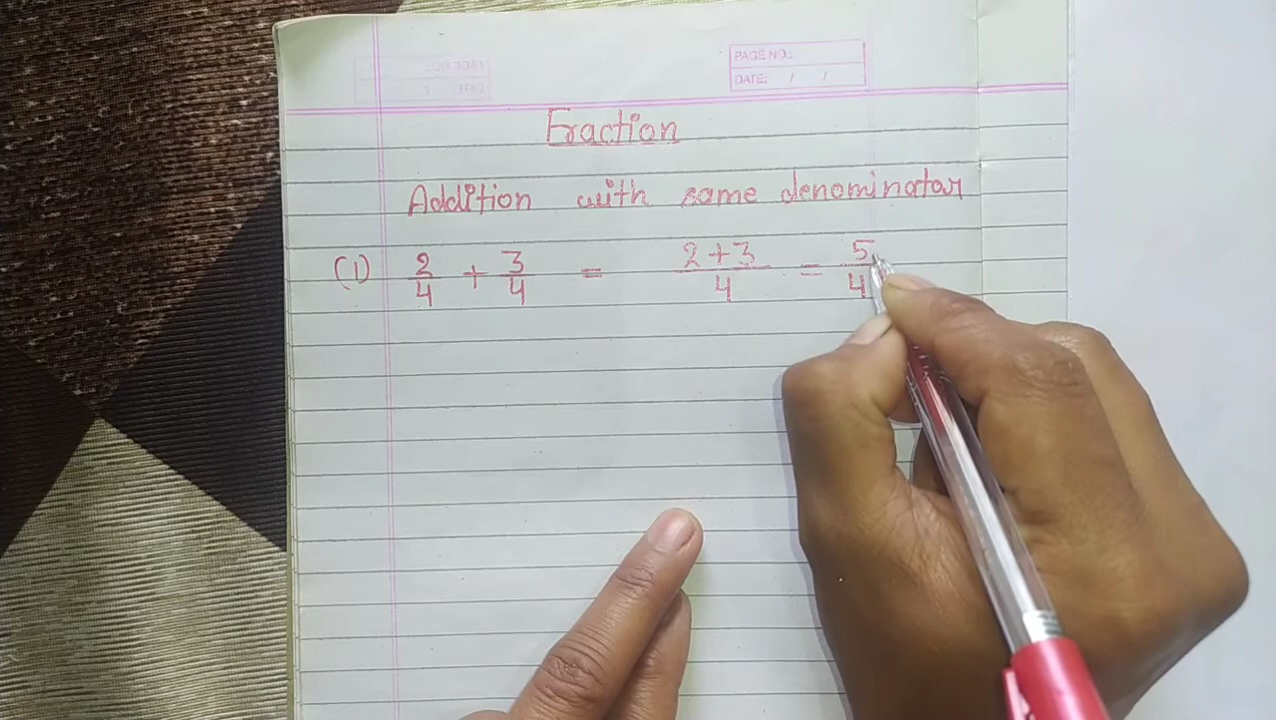 PAGE NO.:
DATE: / /
Fraction
Addition with same denominator
(1) 2/4 + 3/4 = 2+3/4 = 5/4